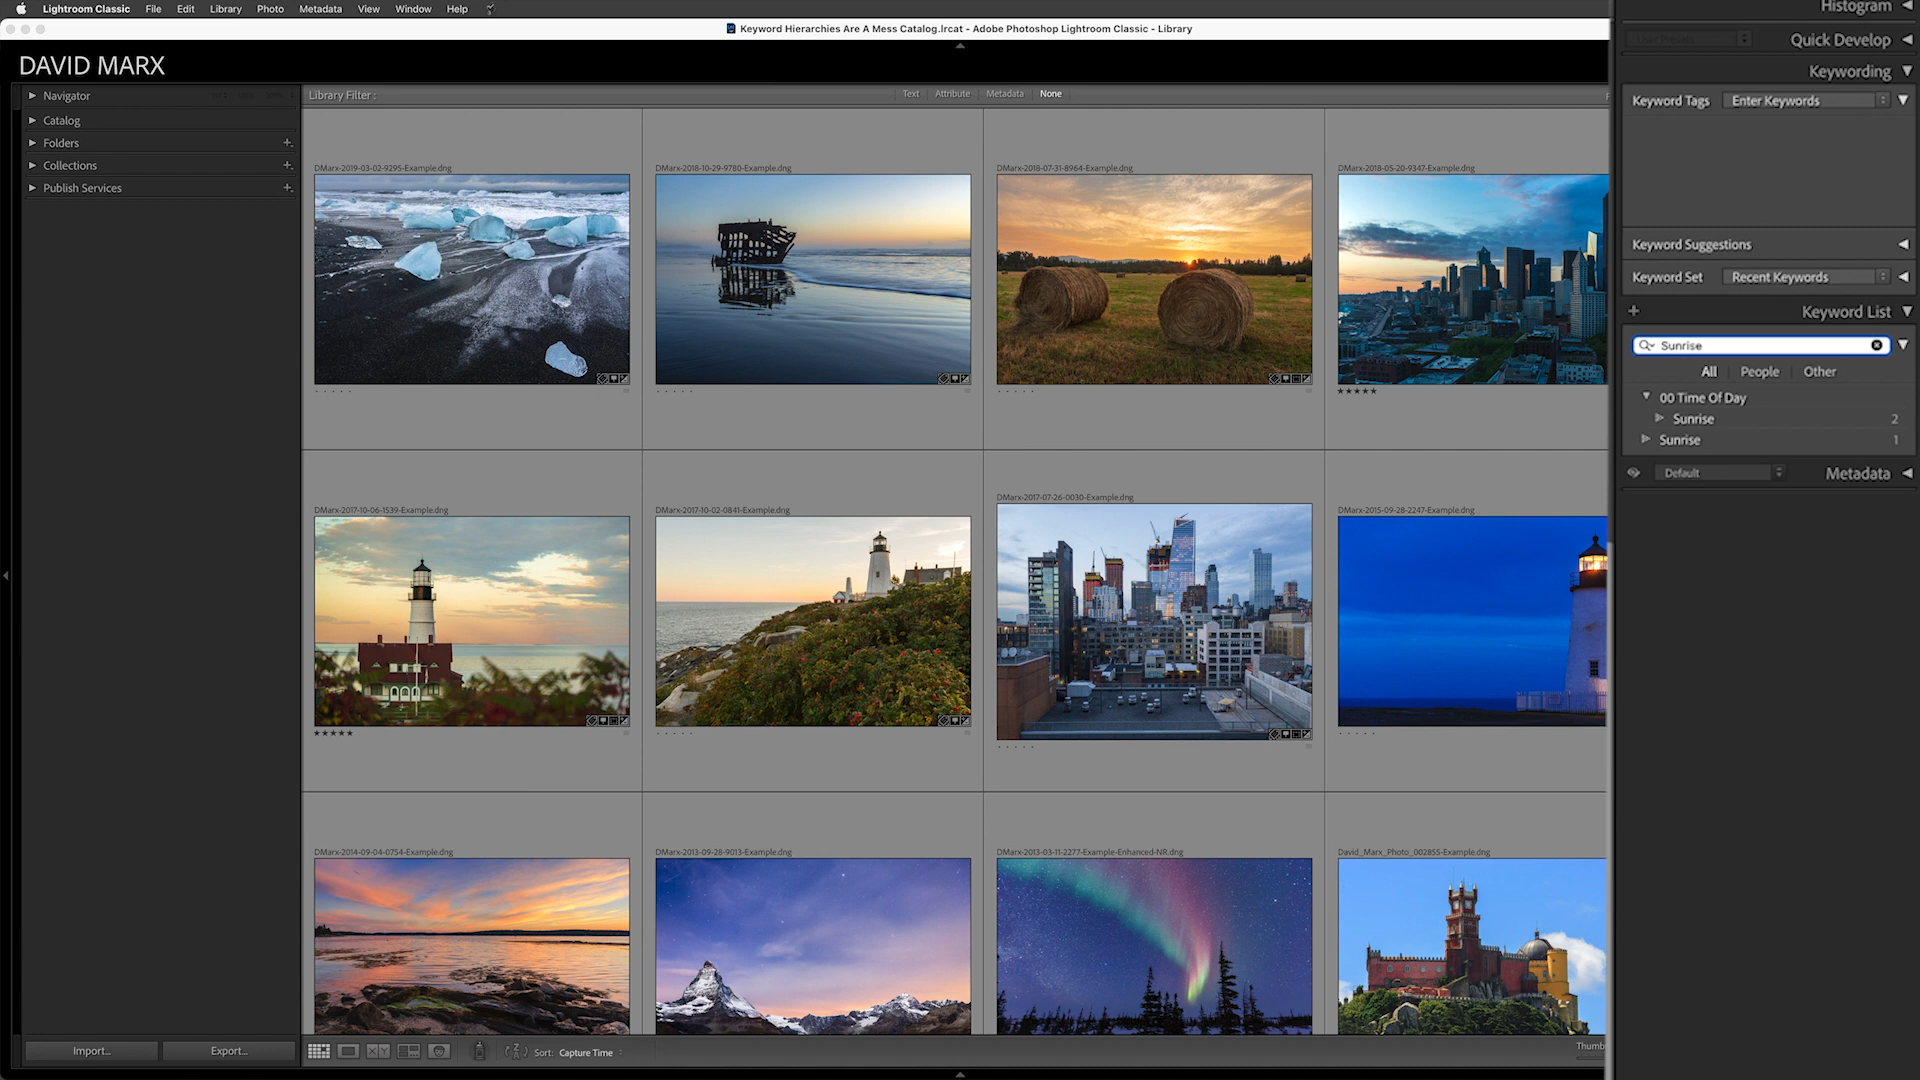 Lightroom Classic File Edit Library Photo Metadata View Window Help
Keyword Hierarchies Are A Mess Catalog.lrcat - Adobe Photoshop Lightroom Classic - Library
DAVID MARX
Navigator
Catalog
Folders
Collections
Publish Services
Library Filter :
Text Attribute Metadata None
DMarx-2019-03-02-9295-Example.dng
DMarx-2018-10-29-9780-Example.dng
DMarx-2018-07-31-8964-Example.dng
DMarx-2018-05-20-9347-Example.dng
DMarx-2017-10-06-1539-Example.dng
DMarx-2017-10-02-0841-Example.dng
DMarx-2017-07-26-0030-Example.dng
DMarx-2015-09-28-2247-Example.dng
DMarx-2014-09-04-0754-Example.dng
DMarx-2013-09-28-9013-Example.dng
DMarx-2013-03-11-2277-Example-Enhanced-NR.dng
David_Marx_Photo_002855-Example.dng
Import...
Export...
Sort: Capture Time
Thumb
Histogram
Quick Develop
Keywording
Keyword Tags Enter Keywords
Keyword Suggestions
Keyword Set Recent Keywords
Keyword List
Sunrise
All People Other
00 Time Of Day
Sunrise 2
Sunrise 1
Default Metadata